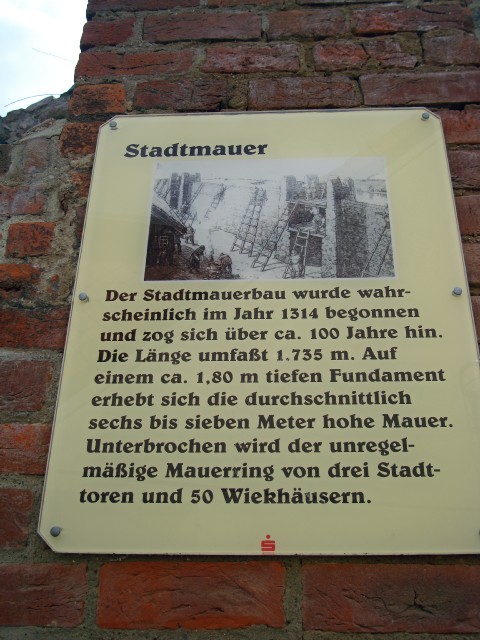 Stadtmauer
Der Stadtmauerbau wurde wahr-
scheinlich im Jahr 1314 begonnen
und zog sich über ca. 100 Jahre hin.
Die Länge umfaßt 1.735 m. Auf
einem ca. 1,80 m tiefen Fundament
erhebt sich die durchschnittlich
sechs bis sieben Meter hohe Mauer.
Unterbrochen wird der unregel-
mäßige Mauerring von drei Stadt-
toren und 50 Wiekhäusern.